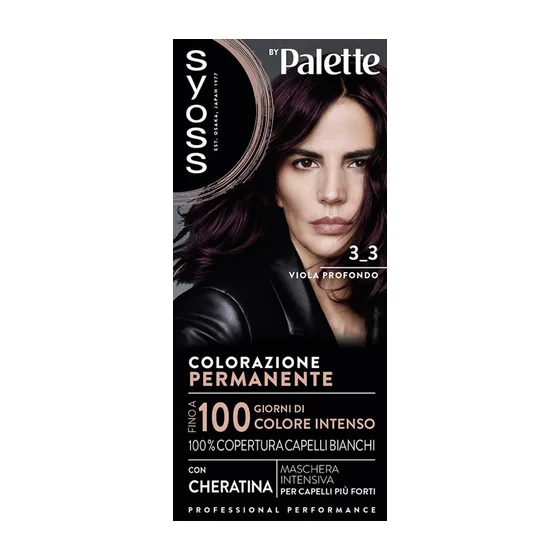 syoss
EST. OSAKA, JAPAN 1977
BY Palette
3_3
VIOLA PROFONDO
COLORAZIONE
PERMANENTE
FINO A 100 GIORNI DI
COLORE INTENSO
100% COPERTURA CAPELLI BIANCHI
CON
CHERATINA
MASCHERA
INTENSIVA
PER CAPELLI PIÙ FORTI
PROFESSIONAL PERFORMANCE